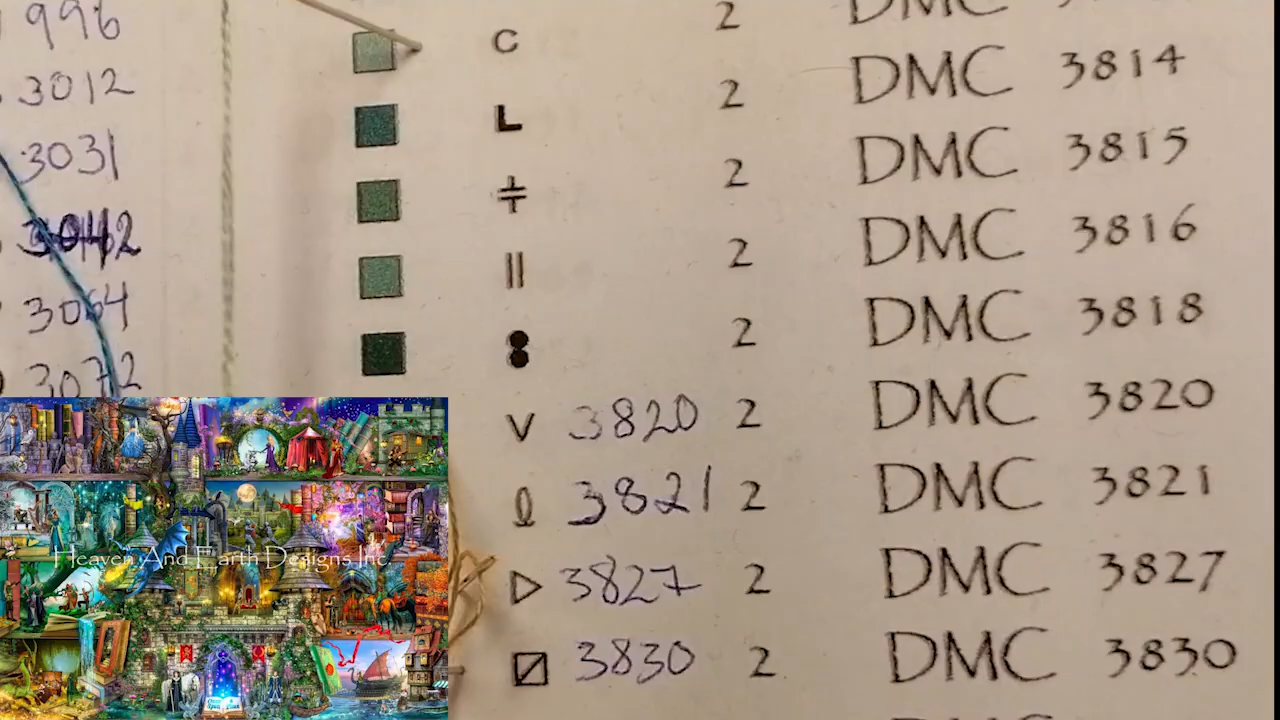 996
3012
3031
3042
3064
3072
C 2 DMC
L 2 DMC 3814
2 DMC 3815
|| 2 DMC 3816
2 DMC 3818
V 3820 2 DMC 3820
3821 2 DMC 3821
▷ 3827 2 DMC 3827
3830 2 DMC 3830
Heaven And Earth Designs Inc.